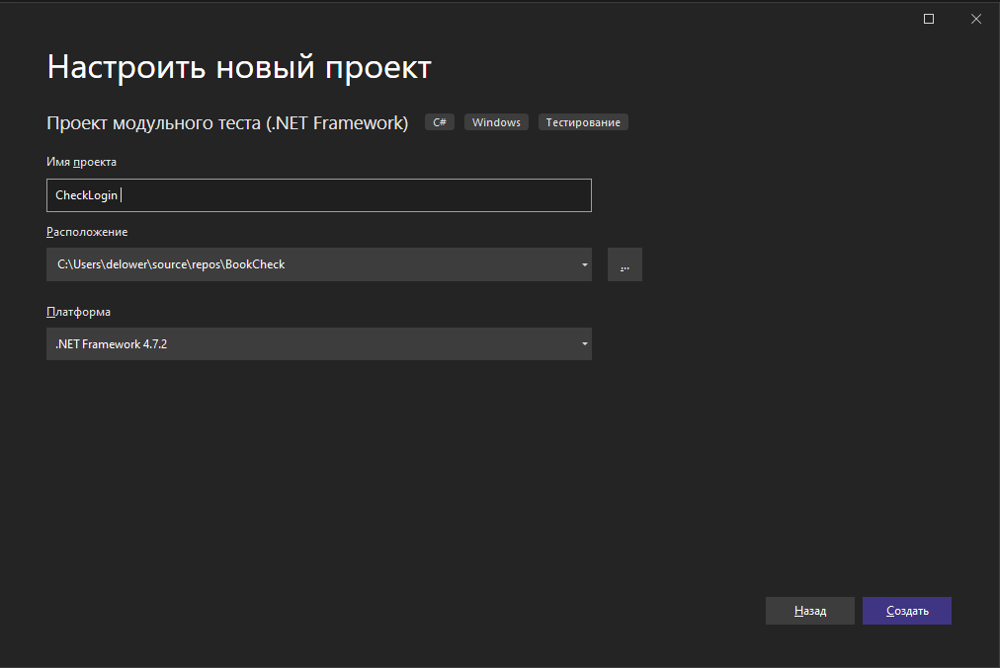 Настроить новый проект
Проект модульного теста (.NET Framework) C# Windows Тестирование
Имя проекта
CheckLogin
Расположение
C:\Users\delower\source\repos\BookCheck
...
Платформа
.NET Framework 4.7.2
Назад Создать